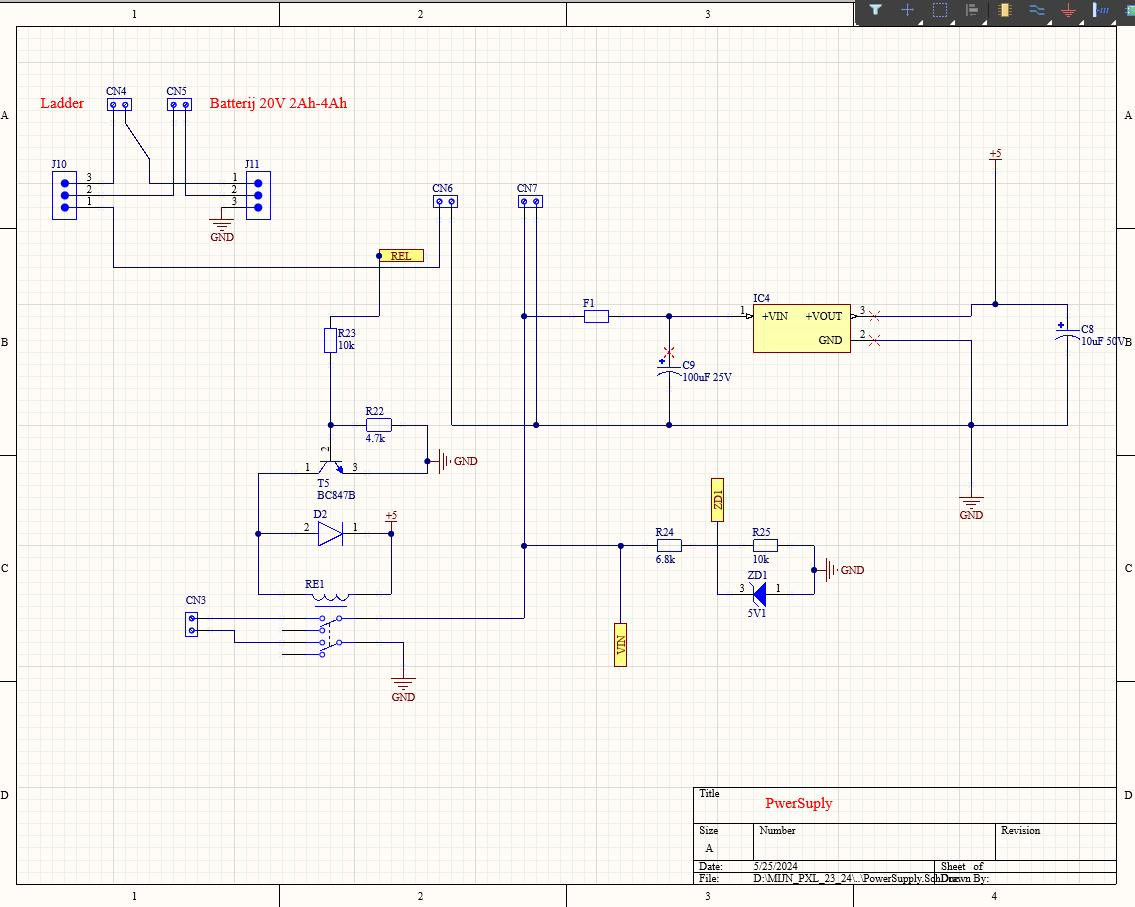 1 2 3
A A
B B
C C
D D
1 2 3 4
Ladder
CN4
CN5
Batterij 20V 2Ah-4Ah
J10
3
2
1
J11
1
2
3
GND
CN6
CN7
REL
R23
10k
R22
4.7k
GND
2
1
3
T5
BC847B
D2
2
1
+5
RE1
CN3
GND
F1
IC4
1
+VIN
+VOUT
3
GND
2
+5
C9
100uF 25V
C8
10uF 50V
GND
ZD1
R24
6.8k
R25
10k
GND
ZD1
3
1
5V1
VIN
Title
PwerSuply
Size
A
Number
Revision
Date: 5/25/2024 Sheet of
File: D:\MIJN_PXL_23_24\..\PowerSupply.SchDoc Drawn By: